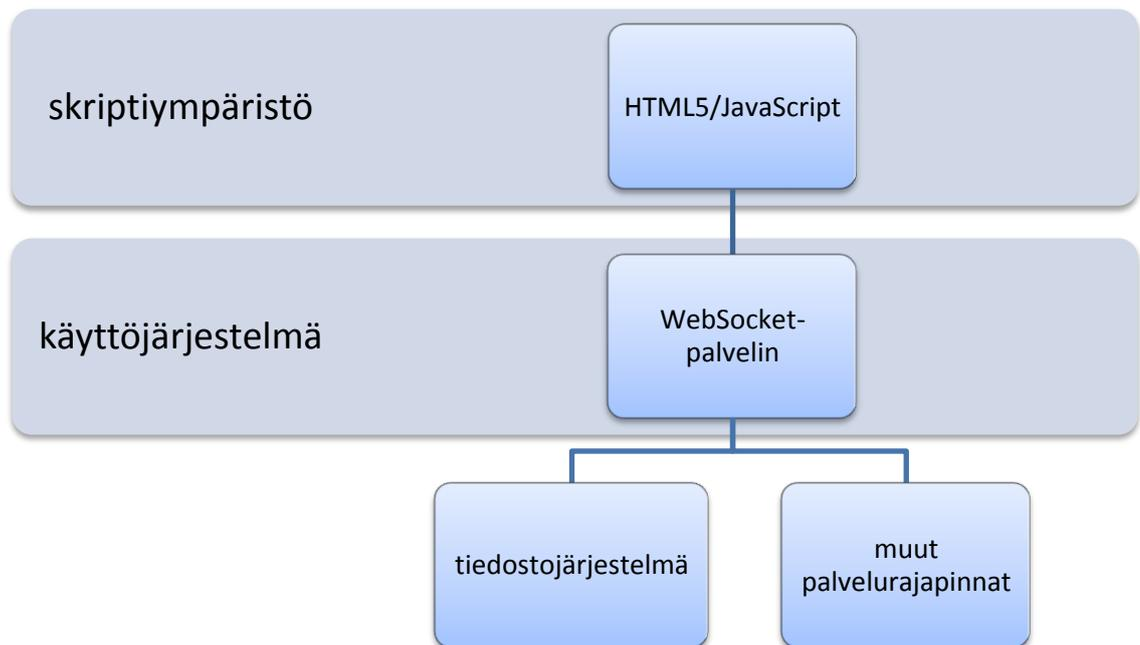 skriptiympäristö
HTML5/JavaScript
käyttöjärjestelmä
WebSocket-
palvelin
tiedostojärjestelmä
muut
palvelurajapinnat